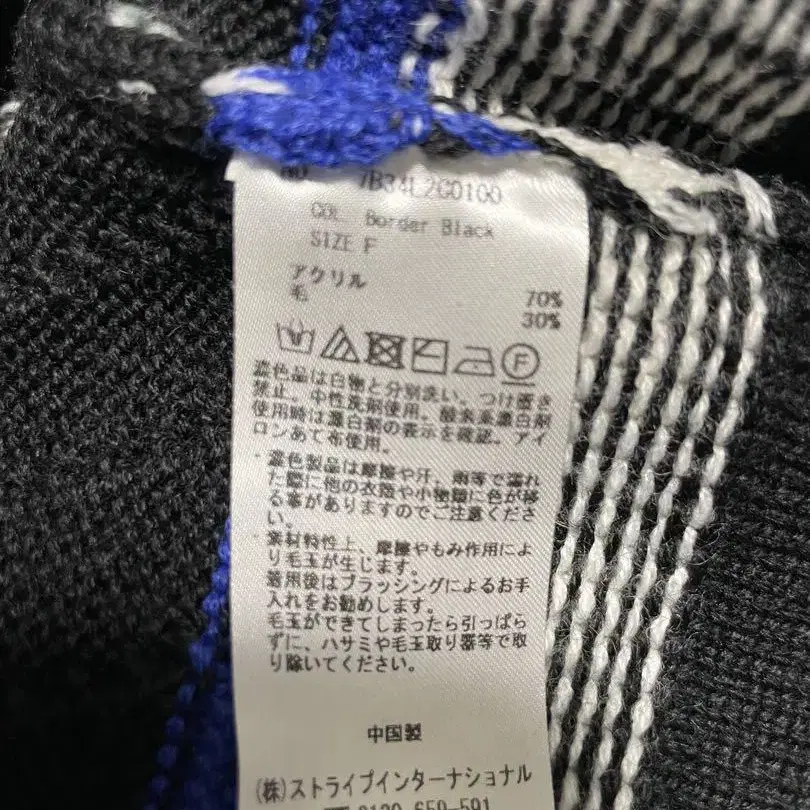 NO. 7B34L2C0100
COL Border Black
SIZE F
アクリル 70%
毛 30%
F
濃色品は白物と分別洗い。つけ置き
禁止。中性洗剤使用。酸素系漂白剤
使用時は漂白剤の表示を確認。アイ
ロンあて布使用。
・濃色製品は摩擦や汗、雨等で濡れ
た際に他の衣類や小物類に色が移
る事がありますのでご注意くださ
い。
・素材特性上、摩擦やもみ作用によ
り毛玉が生じます。
着用後はブラッシングによるお手
入れをお勧めします。
毛玉ができてしまったら引っぱら
ずに、ハサミや毛玉取り器等で取
り除いてください。
中国製
(株)ストライプインターナショナル
0120-659-591